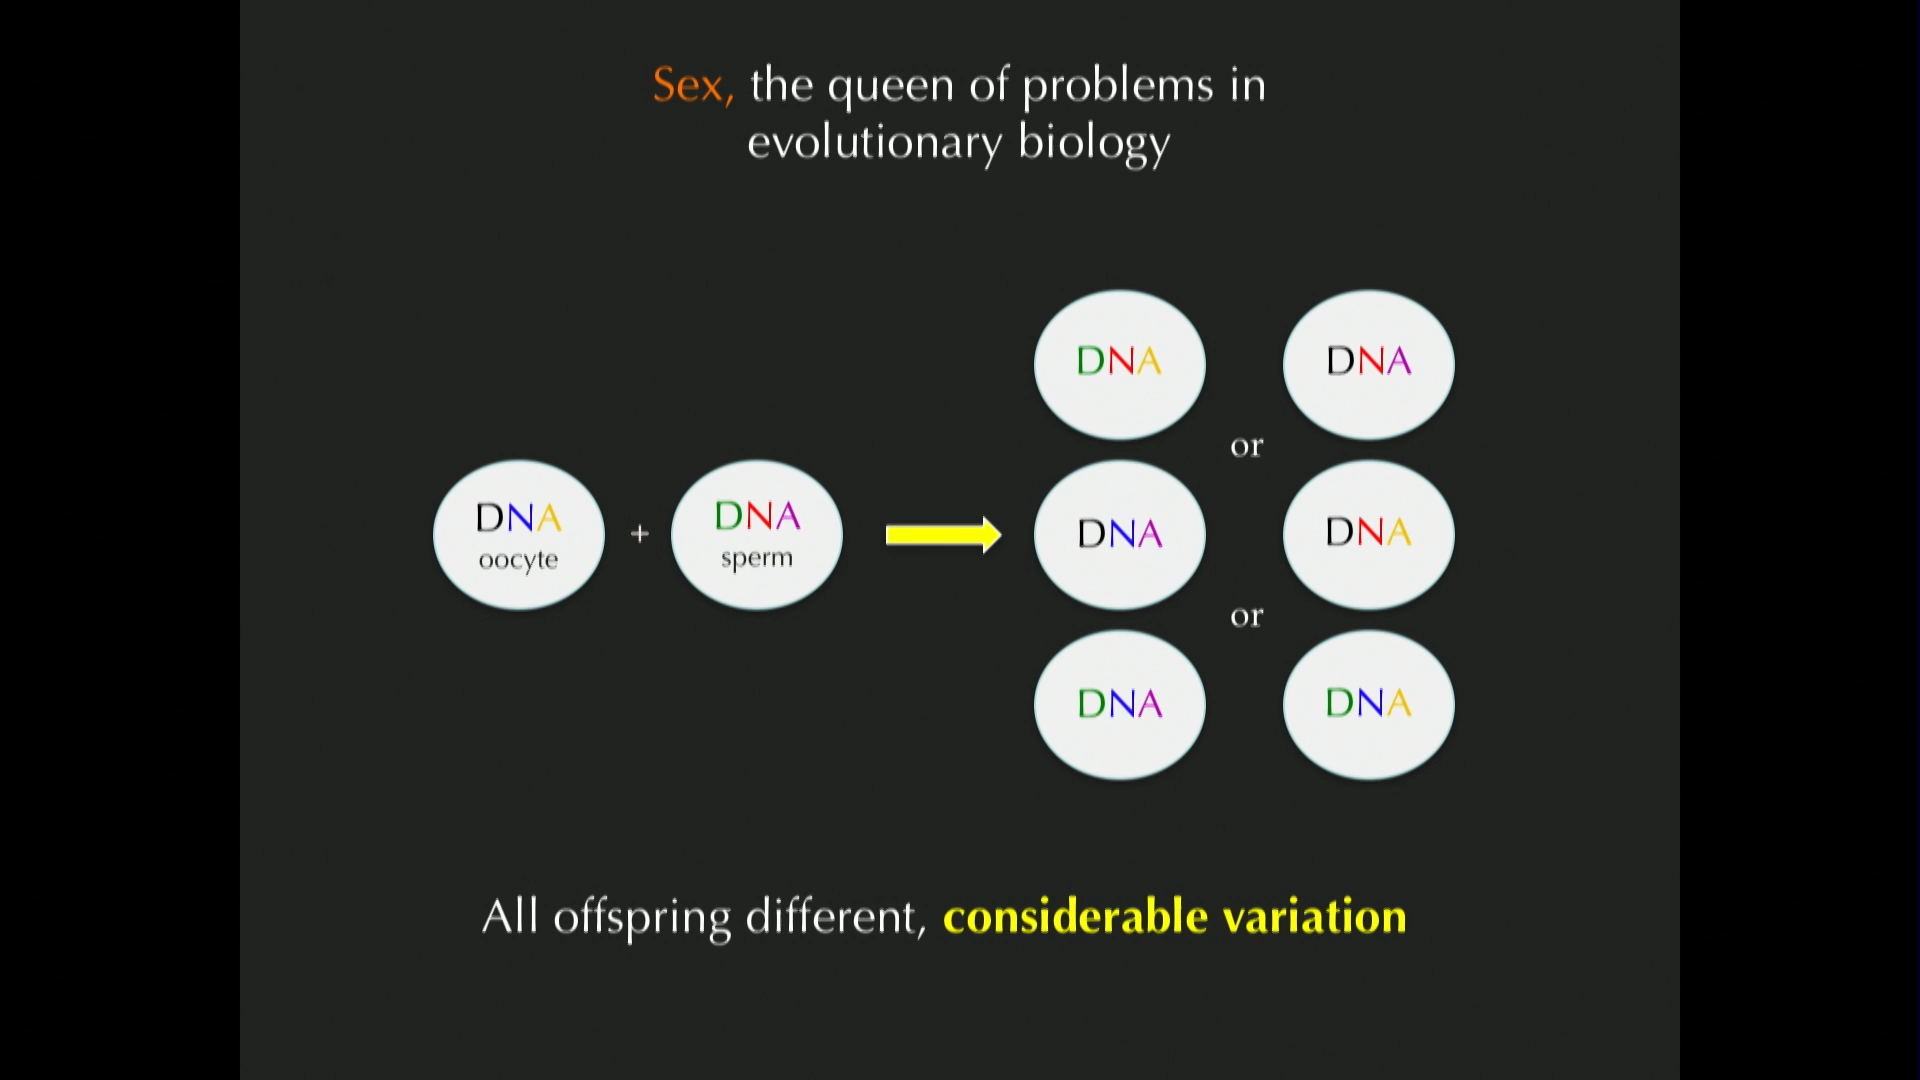 Sex, the queen of problems in
evolutionary biology
DNA
DNA
or
DNA
oocyte
+
DNA
sperm
DNA
DNA
or
DNA
DNA
All offspring different, considerable variation